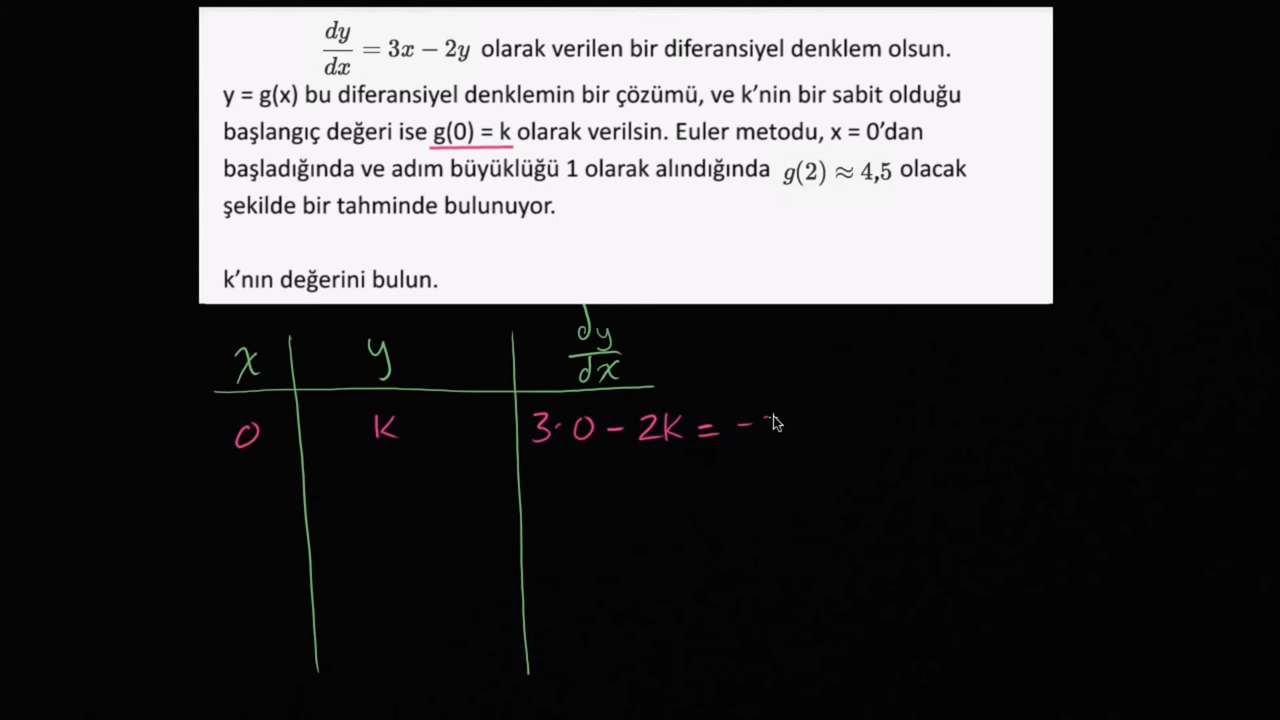 dy/dx = 3x − 2y olarak verilen bir diferansiyel denklem olsun.
y = g(x) bu diferansiyel denklemin bir çözümü, ve k’nin bir sabit olduğu
başlangıç değeri ise g(0) = k olarak verilsin. Euler metodu, x = 0’dan
başladığında ve adım büyüklüğü 1 olarak alındığında g(2) ≈ 4,5 olacak
şekilde bir tahminde bulunuyor.
k’nın değerini bulun.
x y dy/dx
0 k 3·0 − 2k = −